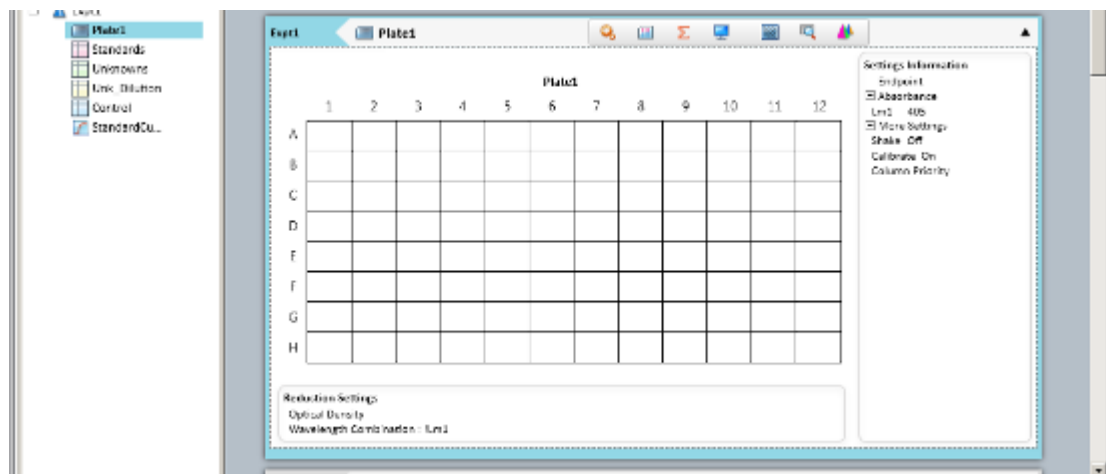 Expt1
Plate1
Standards
Unknowns
Unk_Dilution
Control
StandardCu...
Expt1
Plate1
Plate1
1 2 3 4 5 6 7 8 9 10 11 12
A
B
C
D
E
F
G
H
Reduction Settings
Optical Density
Wavelength Combination : !Lm1
Settings Information
Endpoint
Absorbance
Lm1 405
More Settings
Shake Off
Calibrate On
Column Priority